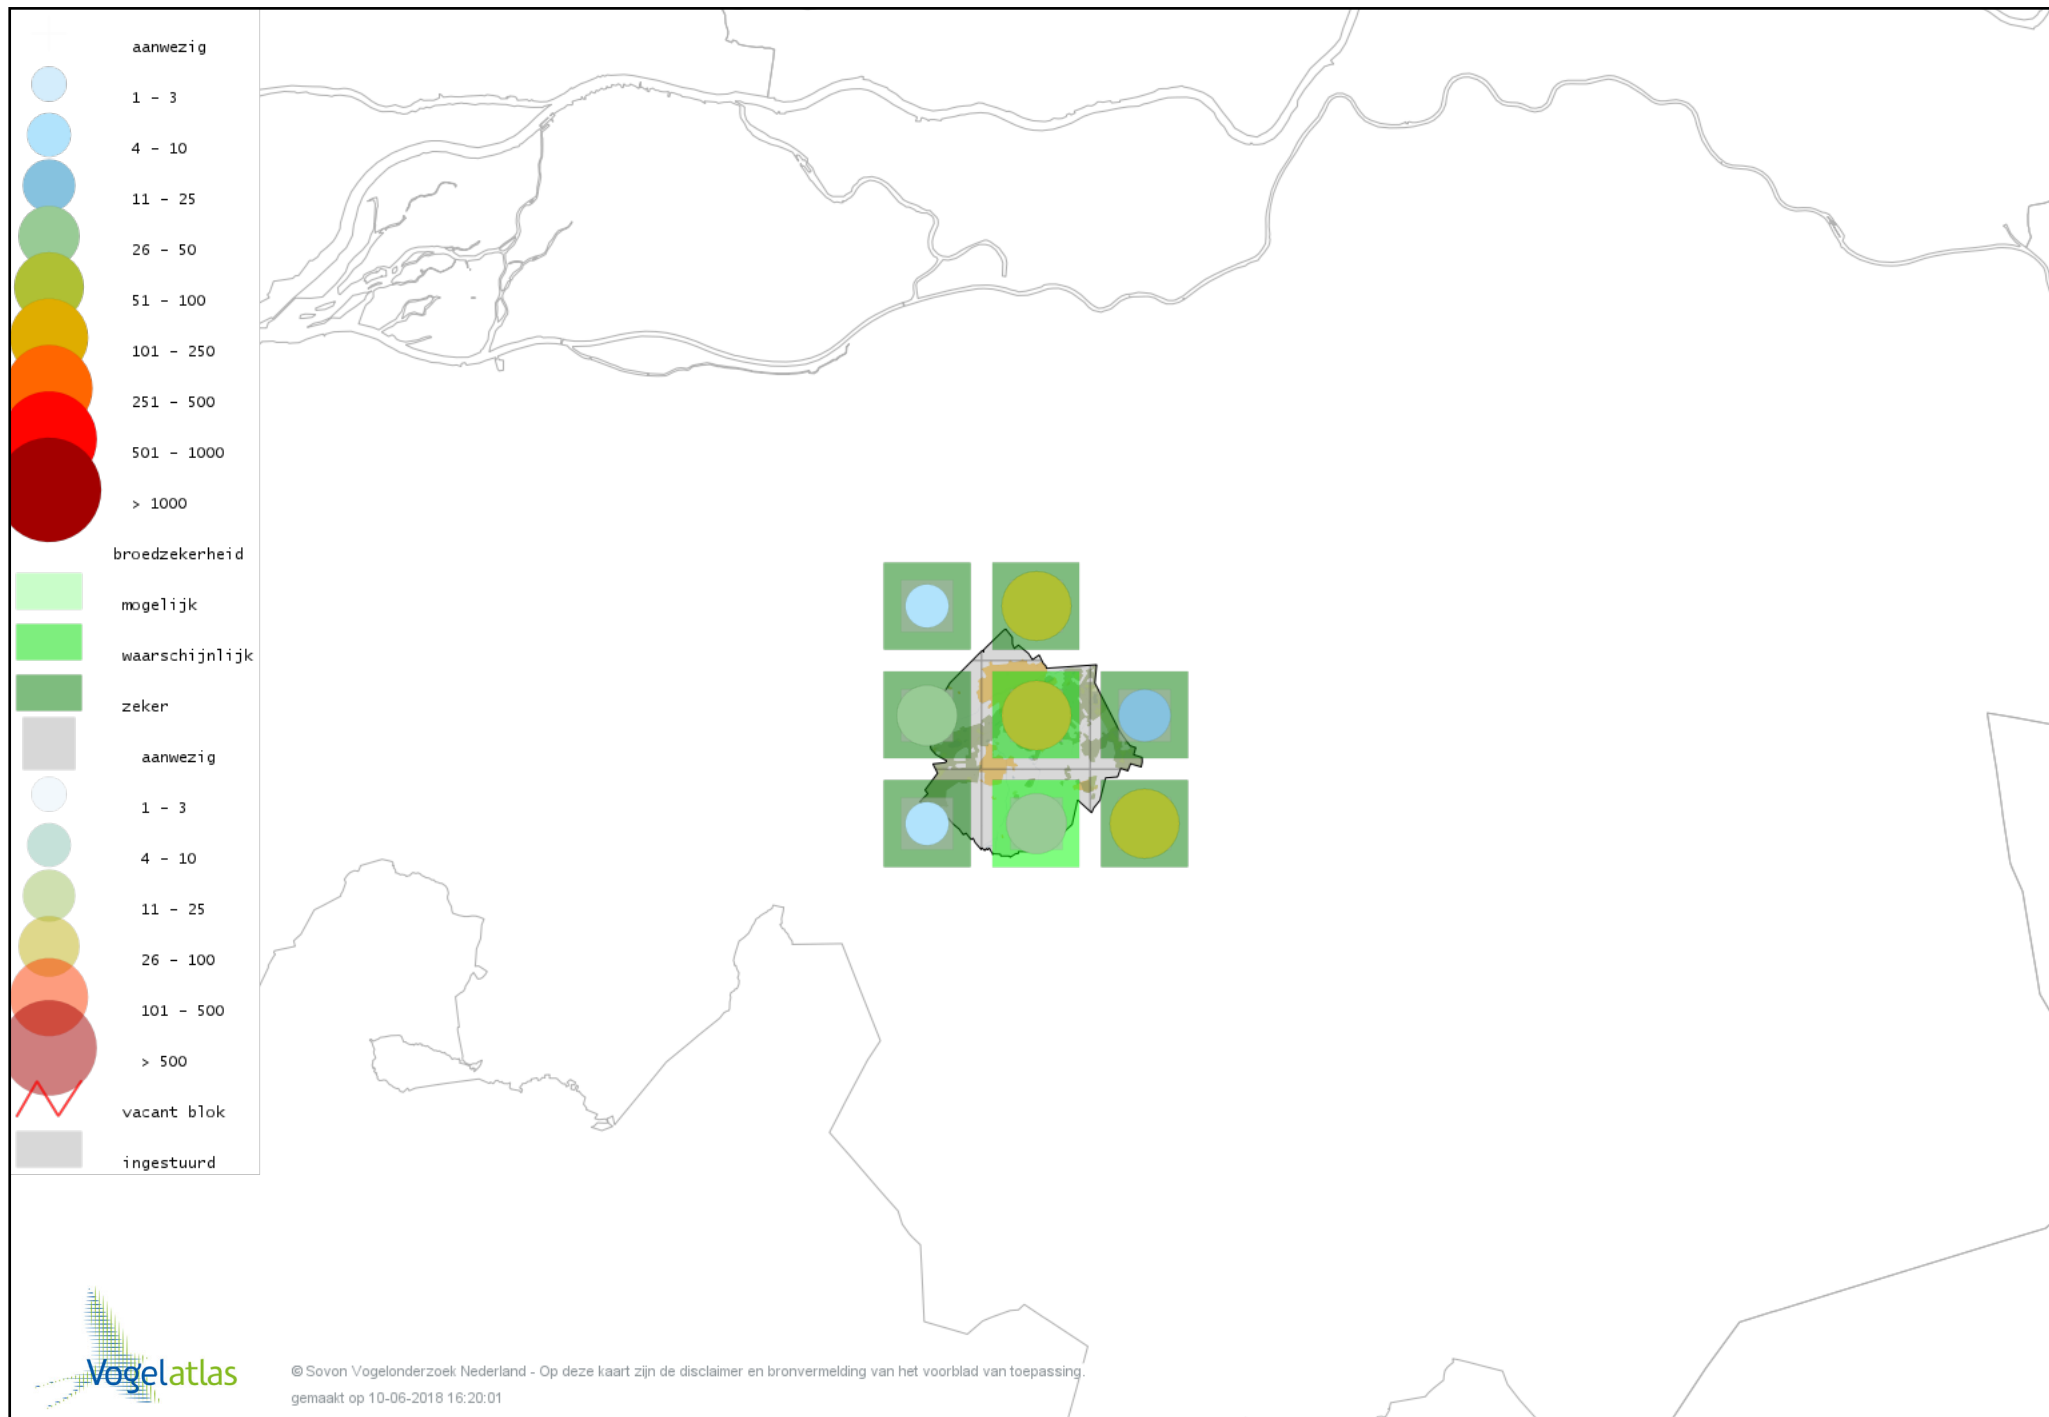 aanwezig
1 - 3
4 - 10
11 - 25
26 - 50
51 - 100
101 - 250
251 - 500
501 - 1000
> 1000
broedzekerheid
mogelijk
waarschijnlijk
zeker
aanwezig
1 - 3
4 - 10
11 - 25
26 - 100
101 - 500
> 500
vacant blok
ingestuurd
Vogelatlas
© Sovon Vogelonderzoek Nederland - Op deze kaart zijn de disclaimer en bronvermelding van het voorblad van toepassing.
gemaakt op 10-06-2018 16:20:01